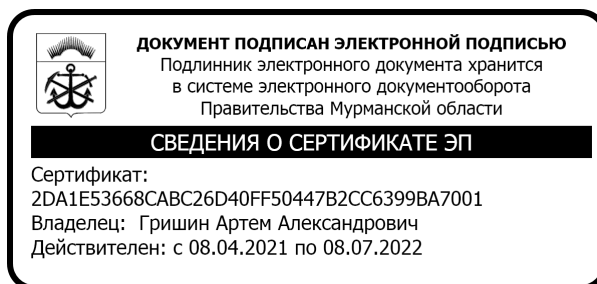 ДОКУМЕНТ ПОДПИСАН ЭЛЕКТРОННОЙ ПОДПИСЬЮ
Подлинник электронного документа хранится
в системе электронного документооборота
Правительства Мурманской области
СВЕДЕНИЯ О СЕРТИФИКАТЕ ЭП
Сертификат:
2DA1E53668CABC26D40FF50447B2CC6399BA7001
Владелец: Гришин Артем Александрович
Действителен: с 08.04.2021 по 08.07.2022